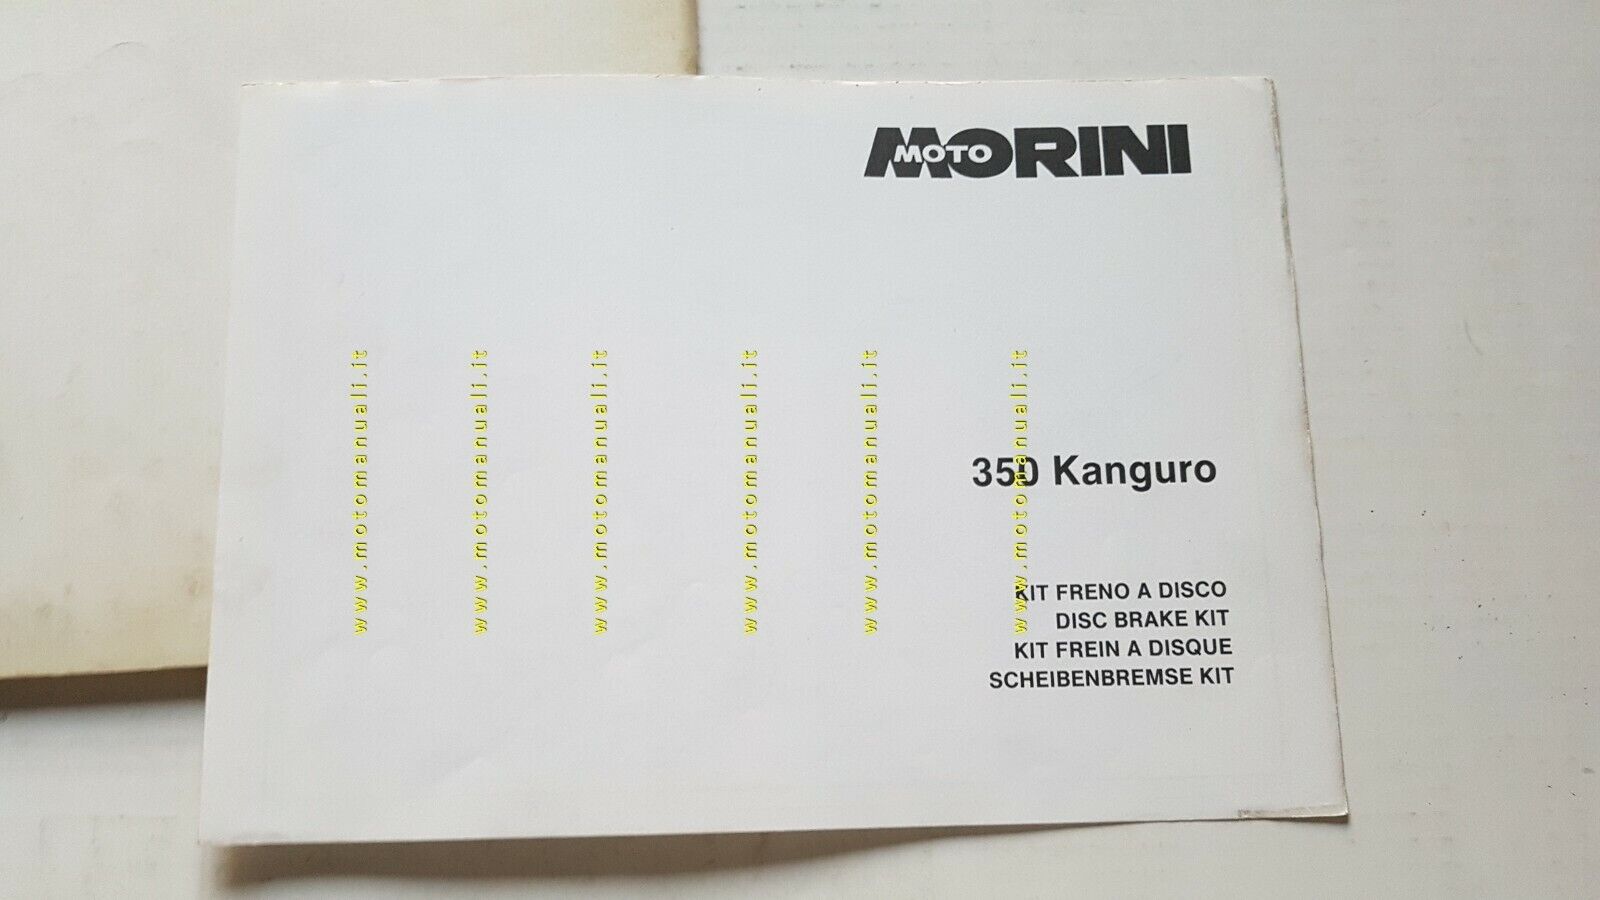 MOTO MORINI
www.motomanuali.it
www.motomanuali.it
www.motomanuali.it
www.motomanuali.it
www.motomanuali.it
www.motomanuali.it
350 Kanguro
KIT FRENO A DISCO
DISC BRAKE KIT
KIT FREIN A DISQUE
SCHEIBENBREMSE KIT